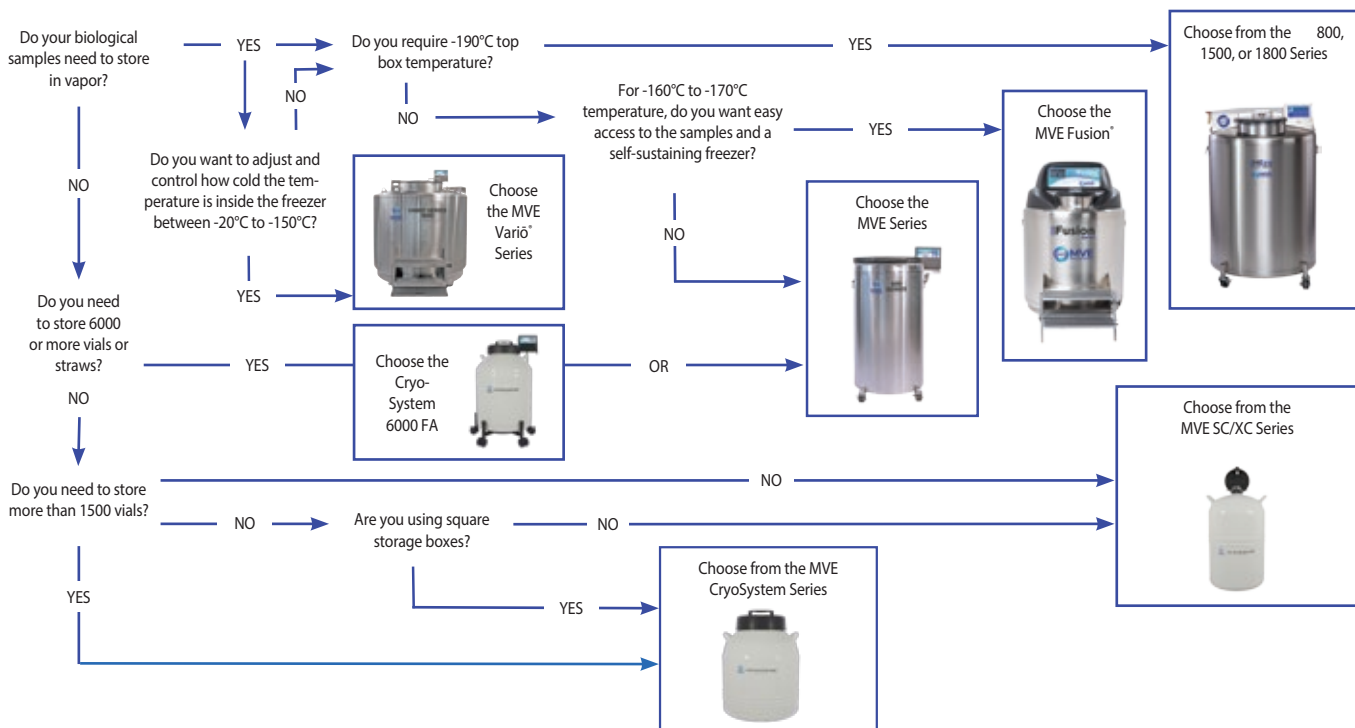 Do your biological
samples need to store
in vapor?
YES
Do you require -190°C top
box temperature?
YES
Choose from the 800,
1500, or 1800 Series
NO
NO
For -160°C to -170°C
temperature, do you want easy
access to the samples and a
self-sustaining freezer?
YES
Choose the
MVE Fusion®
Fusion
MVE
NO
Do you want to adjust and
control how cold the tem-
perature is inside the freezer
between -20°C to -150°C?
Choose
the MVE
Variō®
Series
NO
Choose the
MVE Series
YES
Do you need
to store 6000
or more vials or
straws?
YES
Choose the
Cryo-
System
6000 FA
OR
NO
Choose from the
MVE SC/XC Series
Do you need to store
more than 1500 vials?
NO
NO
Are you using square
storage boxes?
NO
YES
YES
Choose from the MVE
CryoSystem Series